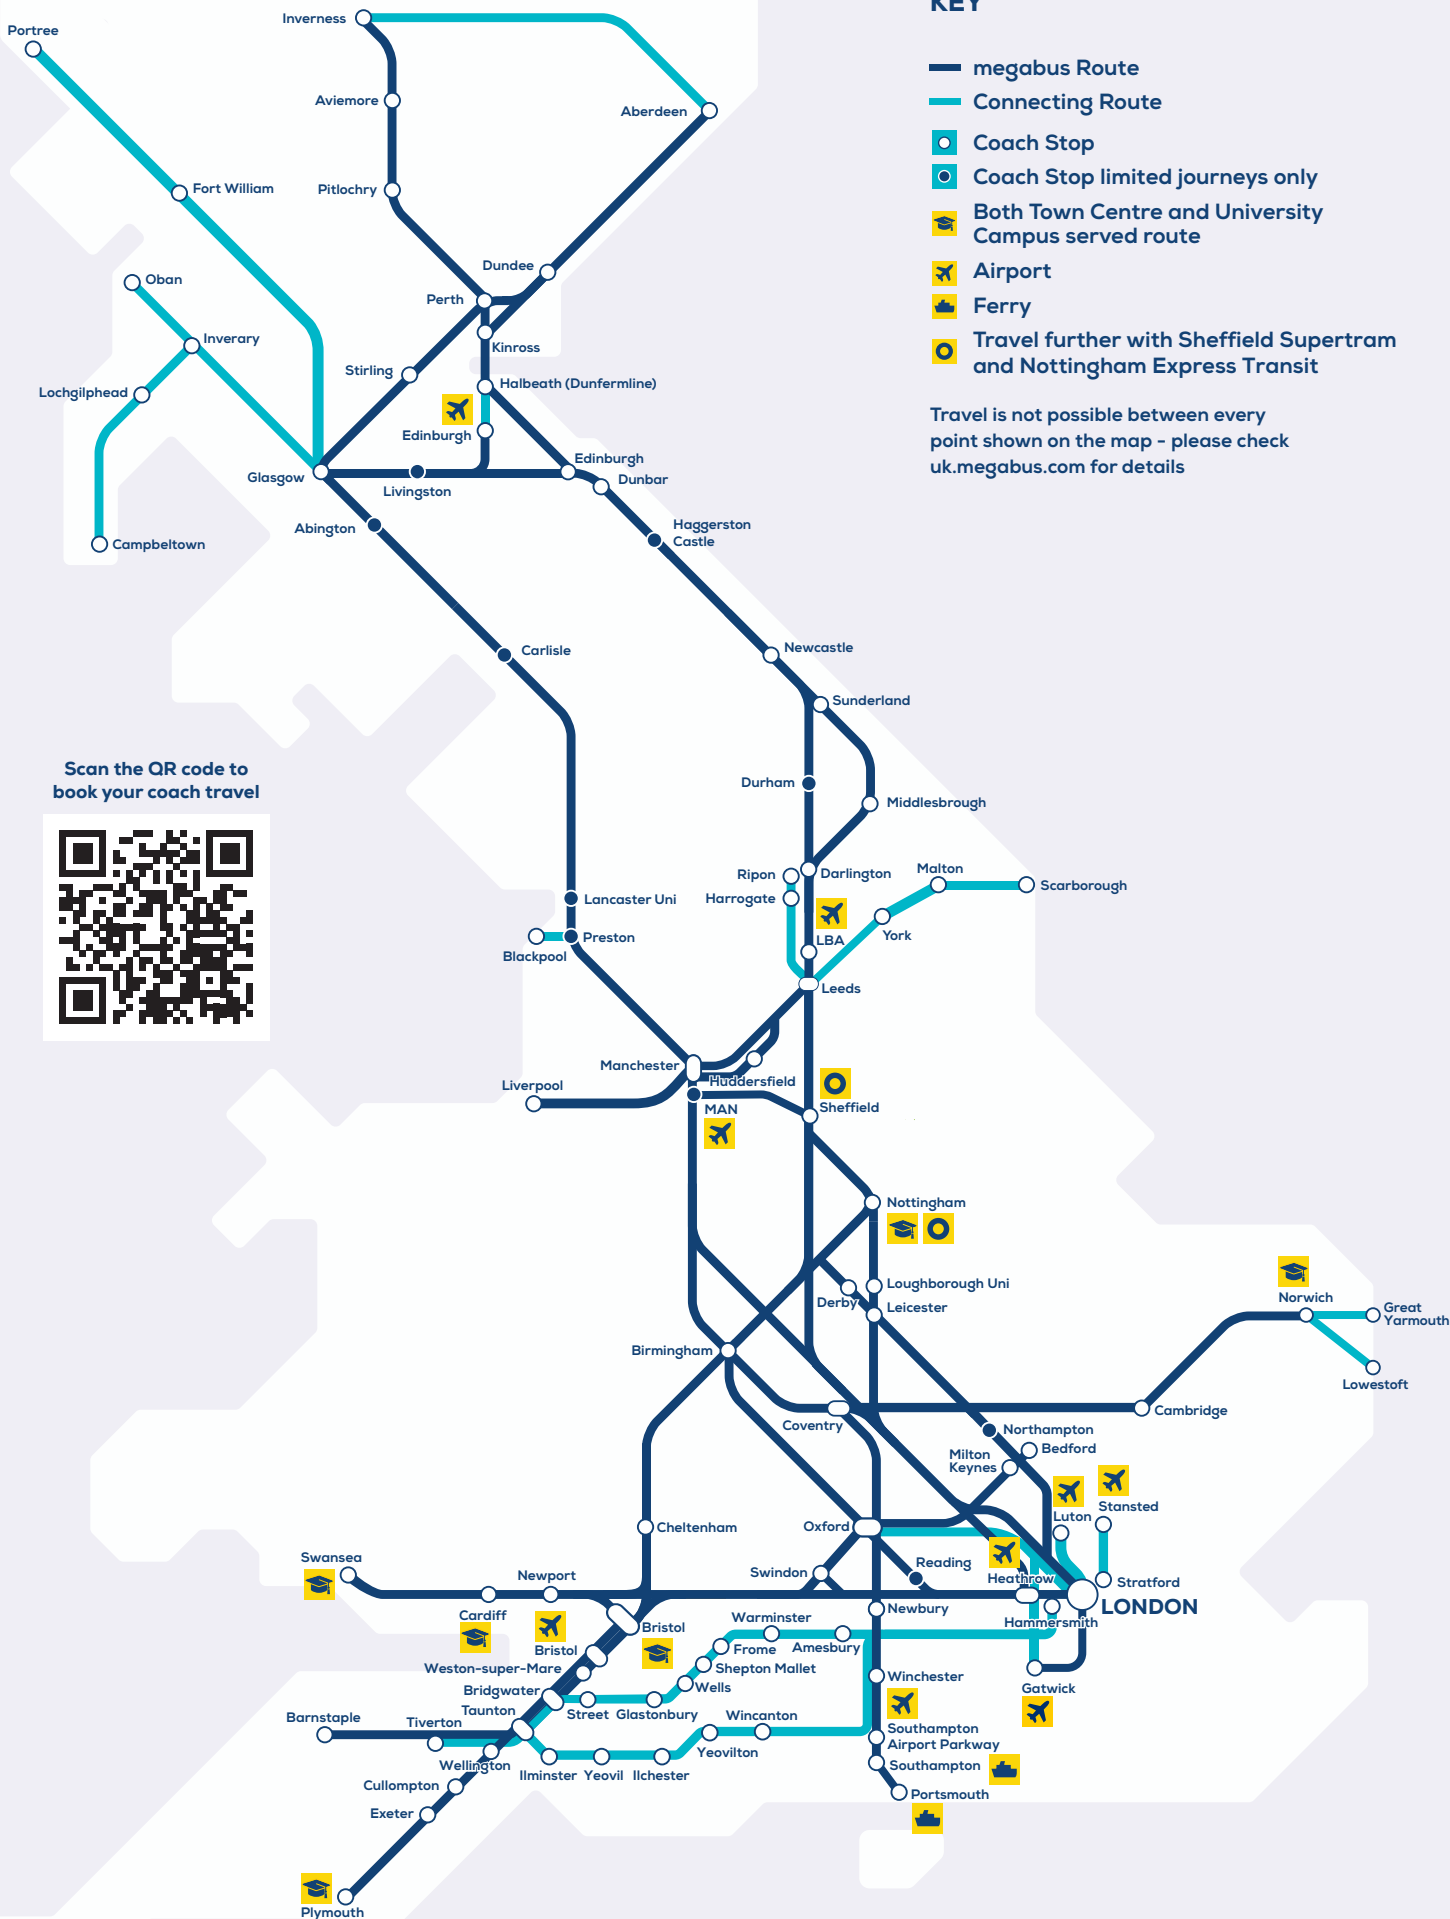 KEY
megabus Route
Connecting Route
Coach Stop
Coach Stop limited journeys only
Both Town Centre and University
Campus served route
Airport
Ferry
Travel further with Sheffield Supertram
and Nottingham Express Transit
Travel is not possible between every
point shown on the map - please check
uk.megabus.com for details
Inverness
Portree
Aviemore
Aberdeen
Pitlochry
Fort William
Dundee
Oban
Perth
Inverary
Kinross
Stirling
Halbeath (Dunfermline)
Lochgilphead
Edinburgh
Edinburgh
Glasgow
Dunbar
Livingston
Abington
Haggerston
Castle
Campbeltown
Newcastle
Carlisle
Sunderland
Scan the QR code to
book your coach travel
Durham
Middlesbrough
Ripon
Darlington
Malton
Scarborough
Harrogate
Lancaster Uni
York
LBA
Preston
Blackpool
Leeds
Manchester
Huddersfield
Liverpool
MAN
Sheffield
Nottingham
Loughborough Uni
Derby
Leicester
Norwich
Great
Yarmouth
Birmingham
Lowestoft
Coventry
Cambridge
Northampton
Bedford
Milton
Keynes
Stansted
Luton
Cheltenham
Oxford
Swansea
Newport
Swindon
Reading
Heathrow
Stratford
LONDON
Cardiff
Newbury
Hammersmith
Bristol
Warminster
Bristol
Frome
Amesbury
Weston-super-Mare
Shepton Mallet
Winchester
Bridgwater
Wells
Gatwick
Taunton
Street
Glastonbury
Wincanton
Barnstaple
Tiverton
Southampton
Airport Parkway
Yeovilton
Wellington
Ilminster
Yeovil
Ilchester
Southampton
Cullompton
Portsmouth
Exeter
Plymouth